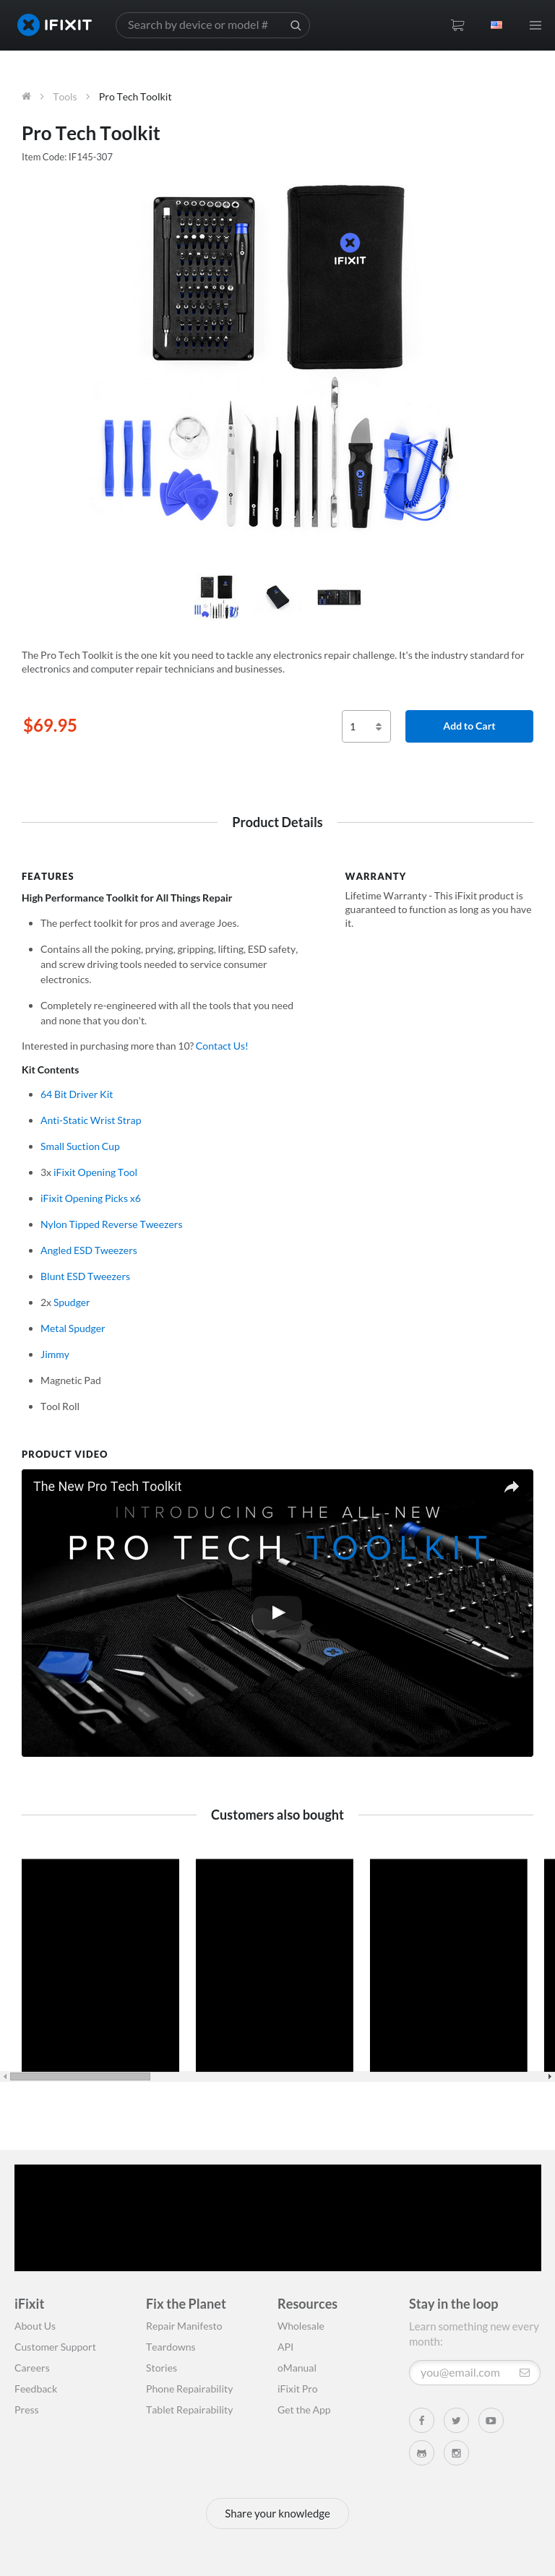 IFIXIT
Search by device or model #
Tools
Pro Tech Toolkit
Pro Tech Toolkit
Item Code: IF145-307
IFIXIT
IFIXIT
The Pro Tech Toolkit is the one kit you need to tackle any electronics repair challenge. It's the industry standard for
electronics and computer repair technicians and businesses.
$69.95
1
Add to Cart
Product Details
FEATURES
High Performance Toolkit for All Things Repair
• The perfect toolkit for pros and average Joes.
• Contains all the poking, prying, gripping, lifting, ESD safety,
and screw driving tools needed to service consumer
electronics.
• Completely re-engineered with all the tools that you need
and none that you don't.
Interested in purchasing more than 10? Contact Us!
Kit Contents
• 64 Bit Driver Kit
• Anti-Static Wrist Strap
• Small Suction Cup
• 3x iFixit Opening Tool
• iFixit Opening Picks x6
• Nylon Tipped Reverse Tweezers
• Angled ESD Tweezers
• Blunt ESD Tweezers
• 2x Spudger
• Metal Spudger
• Jimmy
• Magnetic Pad
• Tool Roll
WARRANTY
Lifetime Warranty - This iFixit product is
guaranteed to function as long as you have
it.
PRODUCT VIDEO
The New Pro Tech Toolkit
INTRODUCING THE ALL-NEW
PRO TECH TOOLKIT
Customers also bought
iFixit
About Us
Customer Support
Careers
Feedback
Press
Fix the Planet
Repair Manifesto
Teardowns
Stories
Phone Repairability
Tablet Repairability
Resources
Wholesale
API
oManual
iFixit Pro
Get the App
Stay in the loop
Learn something new every
month:
you@email.com
Share your knowledge